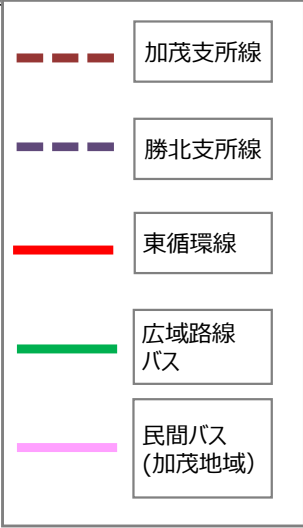 加茂支所線
勝北支所線
東循環線
広域路線
バス
民間バス
(加茂地域）